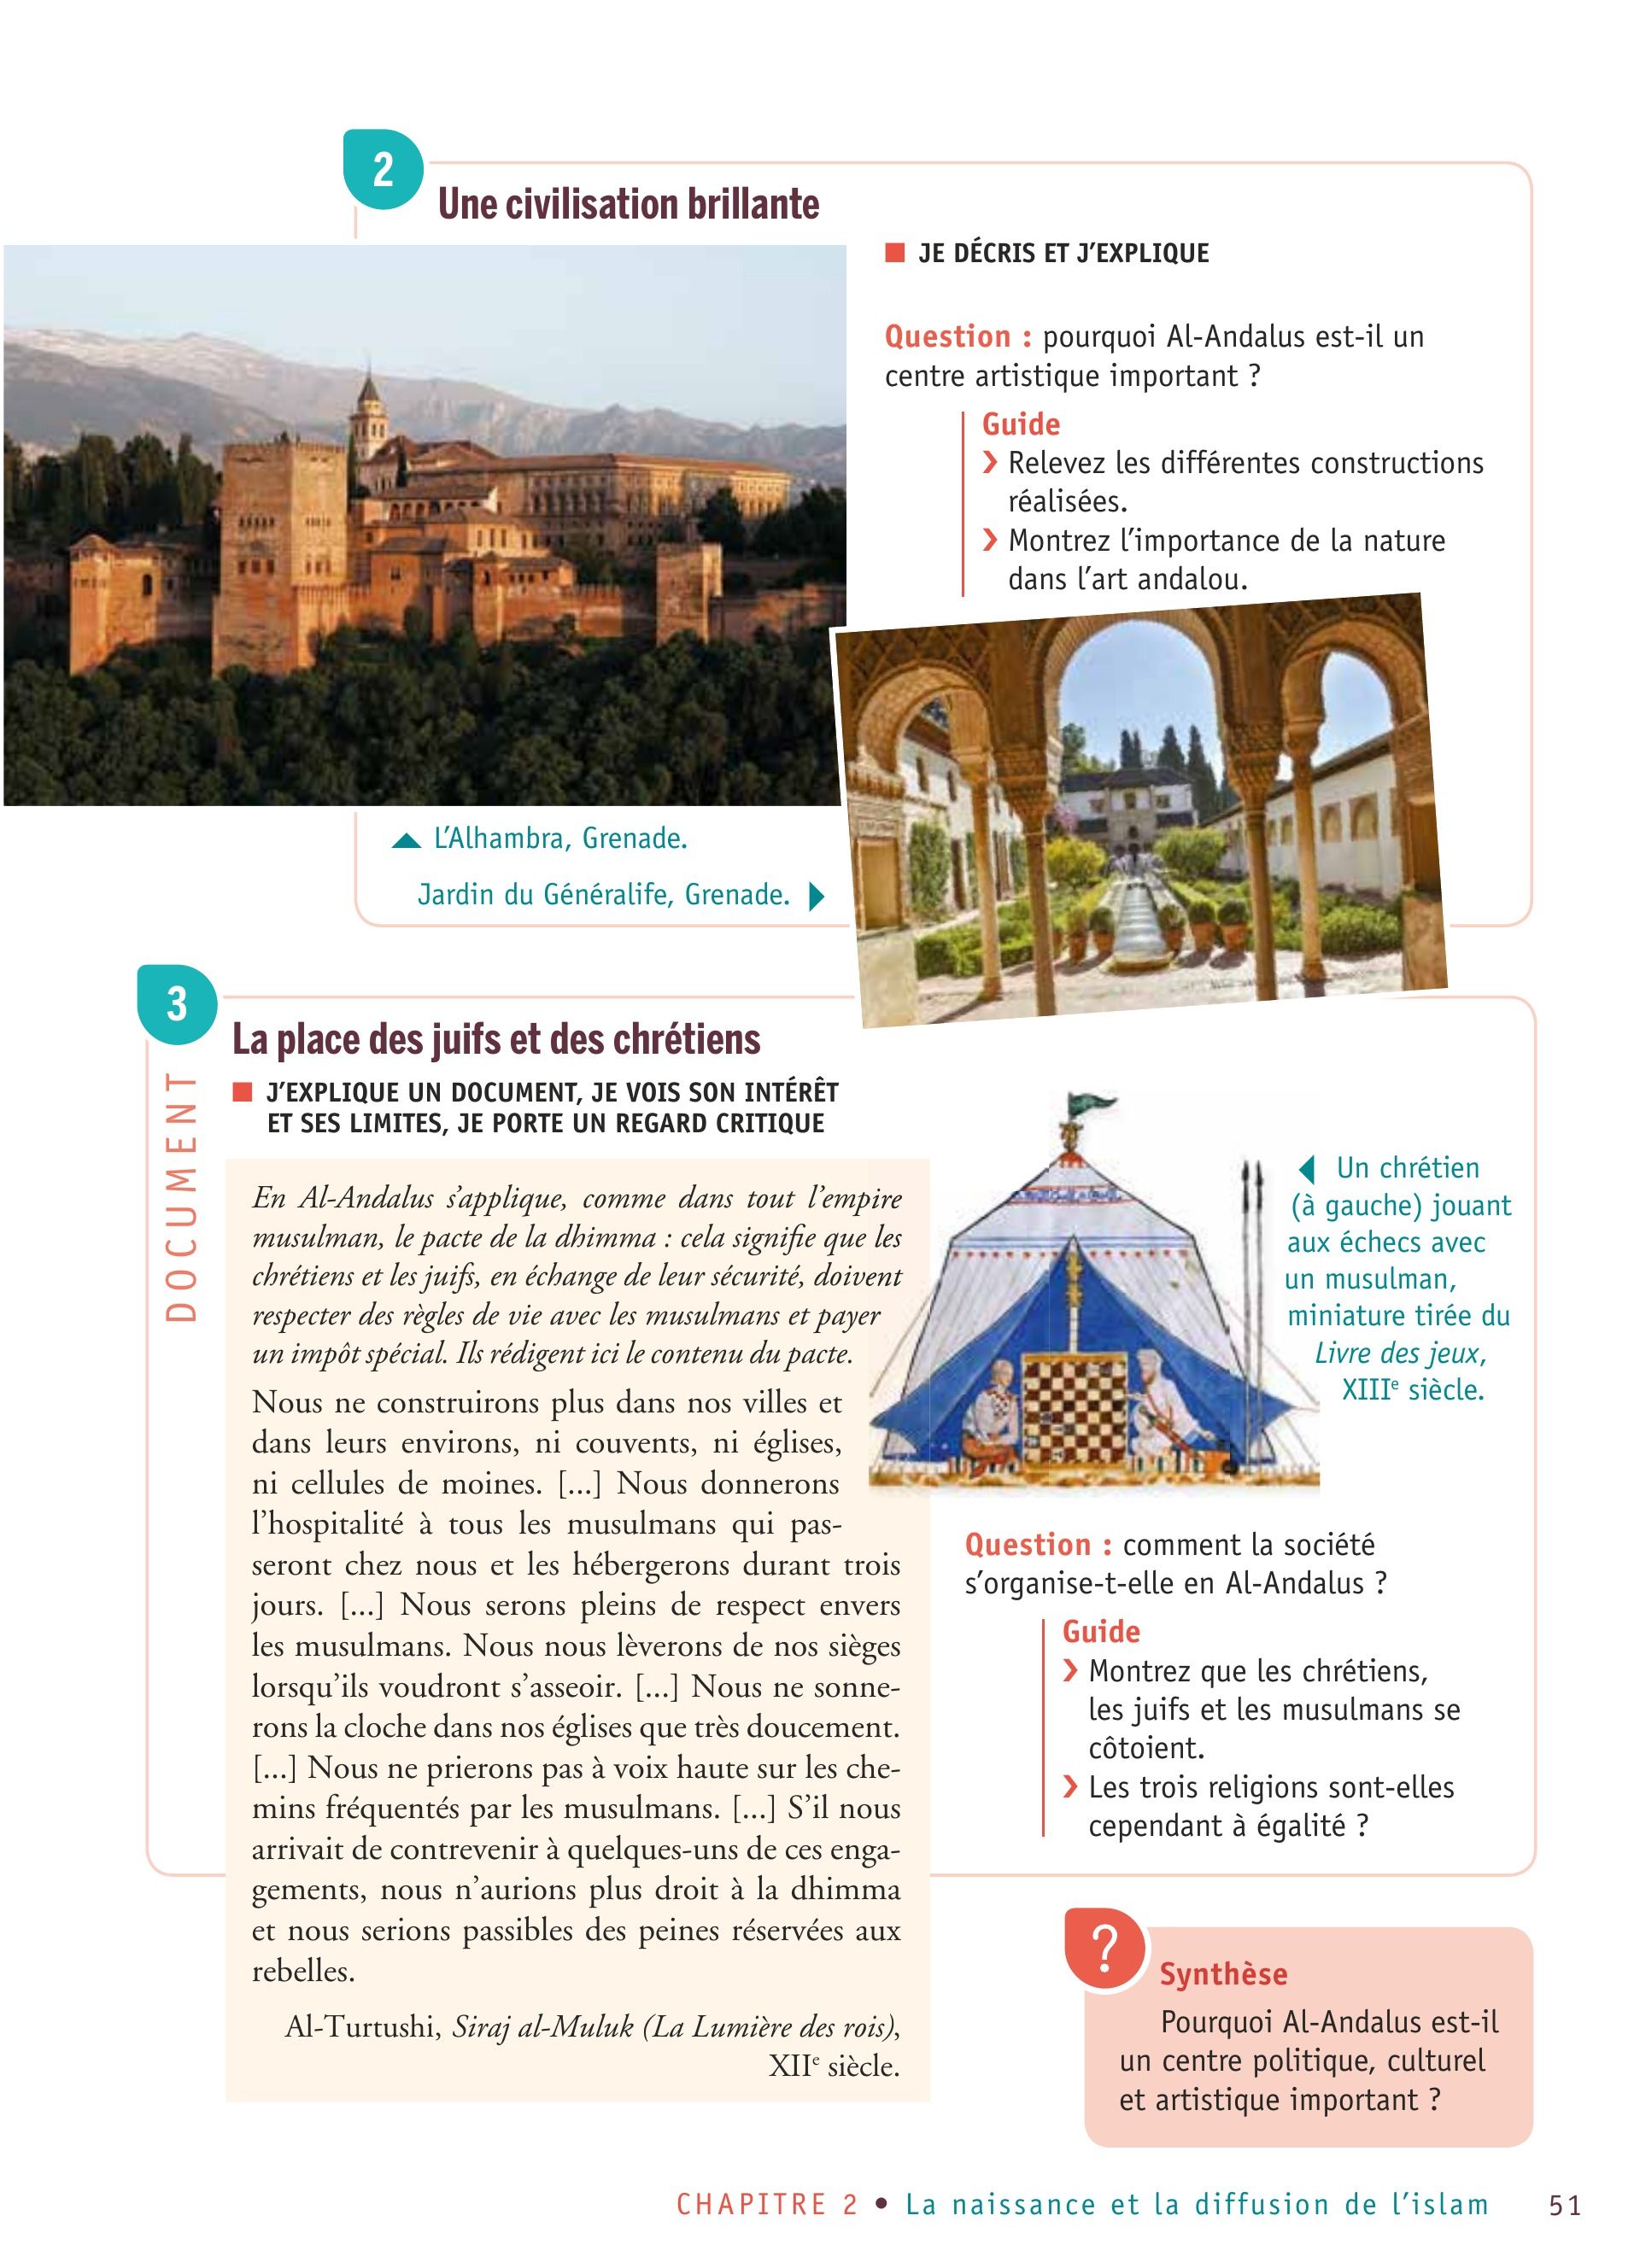 2
Une civilisation brillante
■ JE DÉCRIS ET J’EXPLIQUE
Question : pourquoi Al-Andalus est-il un
centre artistique important ?
Guide
❯ Relevez les différentes constructions
réalisées.
❯ Montrez l’importance de la nature
dans l’art andalou.
L’Alhambra, Grenade.
Jardin du Généralife, Grenade.
3
La place des juifs et des chrétiens
DOCUMENT
■ J’EXPLIQUE UN DOCUMENT, JE VOIS SON INTÉRÊT
ET SES LIMITES, JE PORTE UN REGARD CRITIQUE
En Al-Andalus s’applique, comme dans tout l’empire
musulman, le pacte de la dhimma : cela signifie que les
chrétiens et les juifs, en échange de leur sécurité, doivent
respecter des règles de vie avec les musulmans et payer
un impôt spécial. Ils rédigent ici le contenu du pacte.
Nous ne construirons plus dans nos villes et
dans leurs environs, ni couvents, ni églises,
ni cellules de moines. [...] Nous donnerons
l’hospitalité à tous les musulmans qui pas-
seront chez nous et les hébergerons durant trois
jours. [...] Nous serons pleins de respect envers
les musulmans. Nous nous lèverons de nos sièges
lorsqu’ils voudront s’asseoir. [...] Nous ne sonne-
rons la cloche dans nos églises que très doucement.
[...] Nous ne prierons pas à voix haute sur les che-
mins fréquentés par les musulmans. [...] S’il nous
arrivait de contrevenir à quelques-uns de ces enga-
gements, nous n’aurions plus droit à la dhimma
et nous serions passibles des peines réservées aux
rebelles.
Al-Turtushi, Siraj al-Muluk (La Lumière des rois),
XIIe siècle.
Un chrétien
(à gauche) jouant
aux échecs avec
un musulman,
miniature tirée du
Livre des jeux,
XIIIe siècle.
Question : comment la société
s’organise-t-elle en Al-Andalus ?
Guide
❯ Montrez que les chrétiens,
les juifs et les musulmans se
côtoient.
❯ Les trois religions sont-elles
cependant à égalité ?
?
Synthèse
Pourquoi Al-Andalus est-il
un centre politique, culturel
et artistique important ?
CHAPITRE 2 • La naissance et la diffusion de l’islam 51